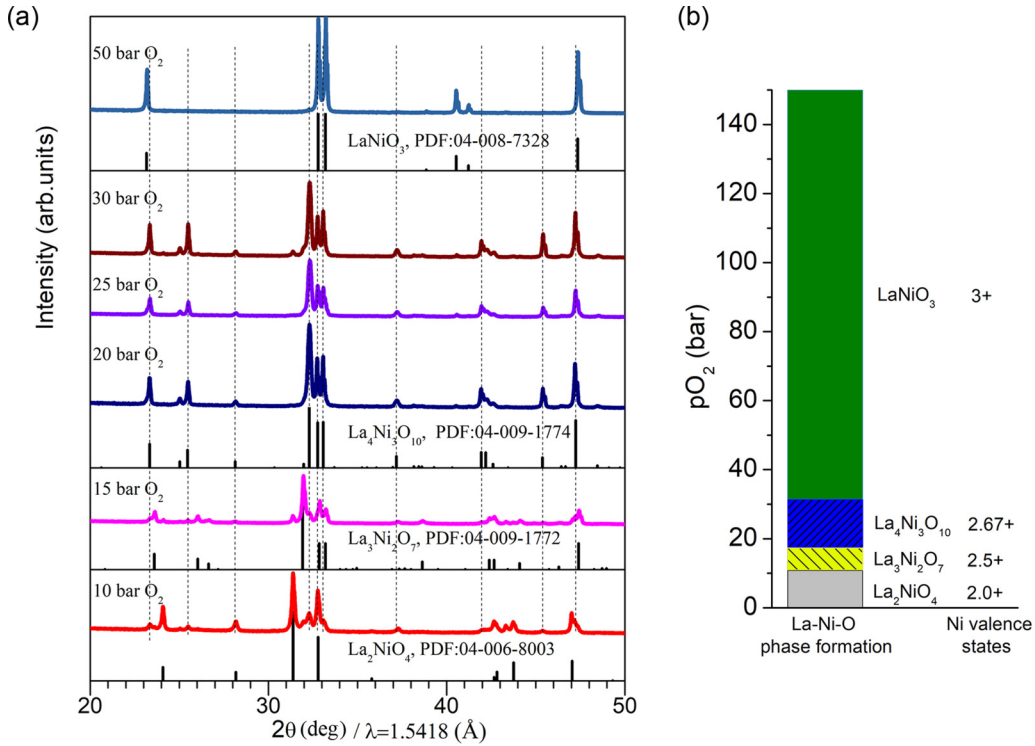 (a)
50 bar O₂
LaNiO₃, PDF:04-008-7328
30 bar O₂
25 bar O₂
20 bar O₂
La₄Ni₃O₁₀, PDF:04-009-1774
15 bar O₂
La₃Ni₂O₇, PDF:04-009-1772
10 bar O₂
La₂NiO₄, PDF:04-006-8003
Intensity (arb.units)
20 30 40 50
2θ (deg) / λ=1.5418 (Å)
(b)
140
120
100
80
60
40
20
0
pO₂ (bar)
LaNiO₃ 3+
La₄Ni₃O₁₀ 2.67+
La₃Ni₂O₇ 2.5+
La₂NiO₄ 2.0+
La-Ni-O Ni valence
phase formation states